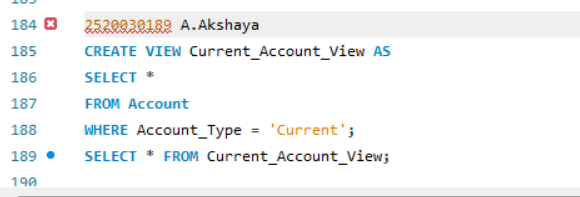 184 2520030189 A.Akshaya
185 CREATE VIEW Current_Account_View AS
186 SELECT *
187 FROM Account
188 WHERE Account_Type = 'Current';
189 SELECT * FROM Current_Account_View;
190